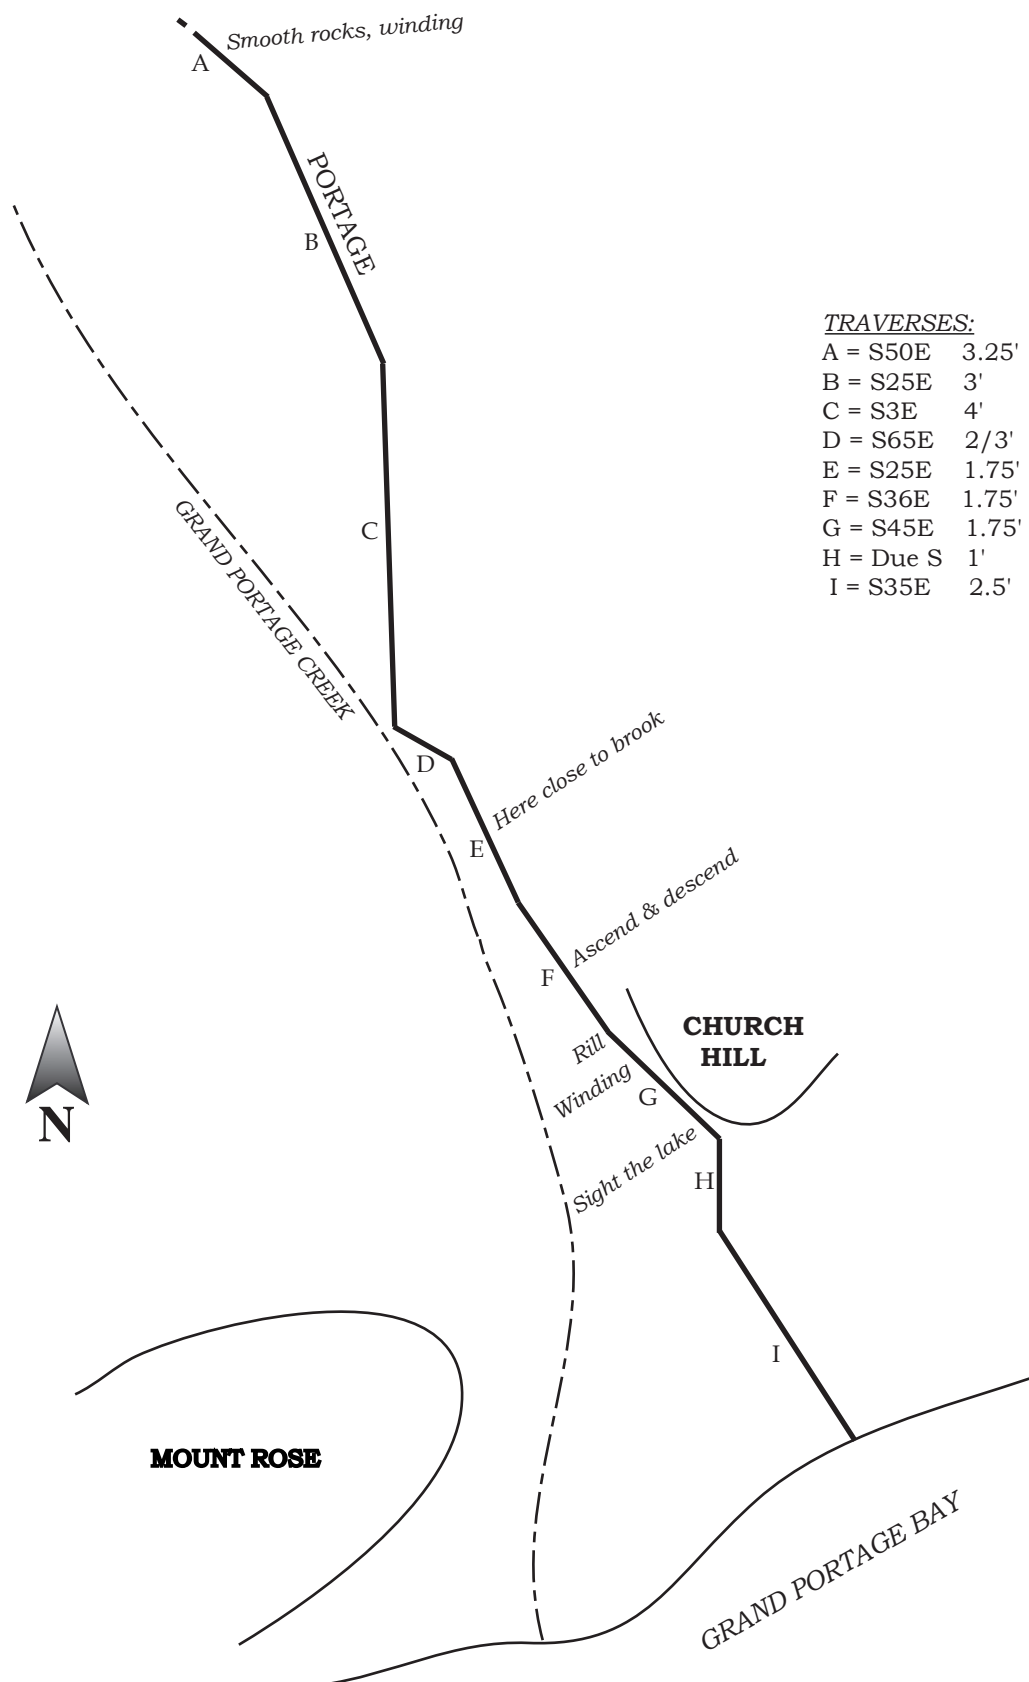 Smooth rocks, winding
A
PORTAGE
B
TRAVERSES:
A = S50E 3.25'
B = S25E 3'
C = S3E 4'
D = S65E 2/3'
E = S25E 1.75'
F = S36E 1.75'
G = S45E 1.75'
H = Due S 1'
I = S35E 2.5'
C
GRAND PORTAGE CREEK
D
Here close to brook
E
Ascend & descend
F
CHURCH
HILL
Rill
Winding
G
N
Sight the lake
H
I
MOUNT ROSE
GRAND PORTAGE BAY